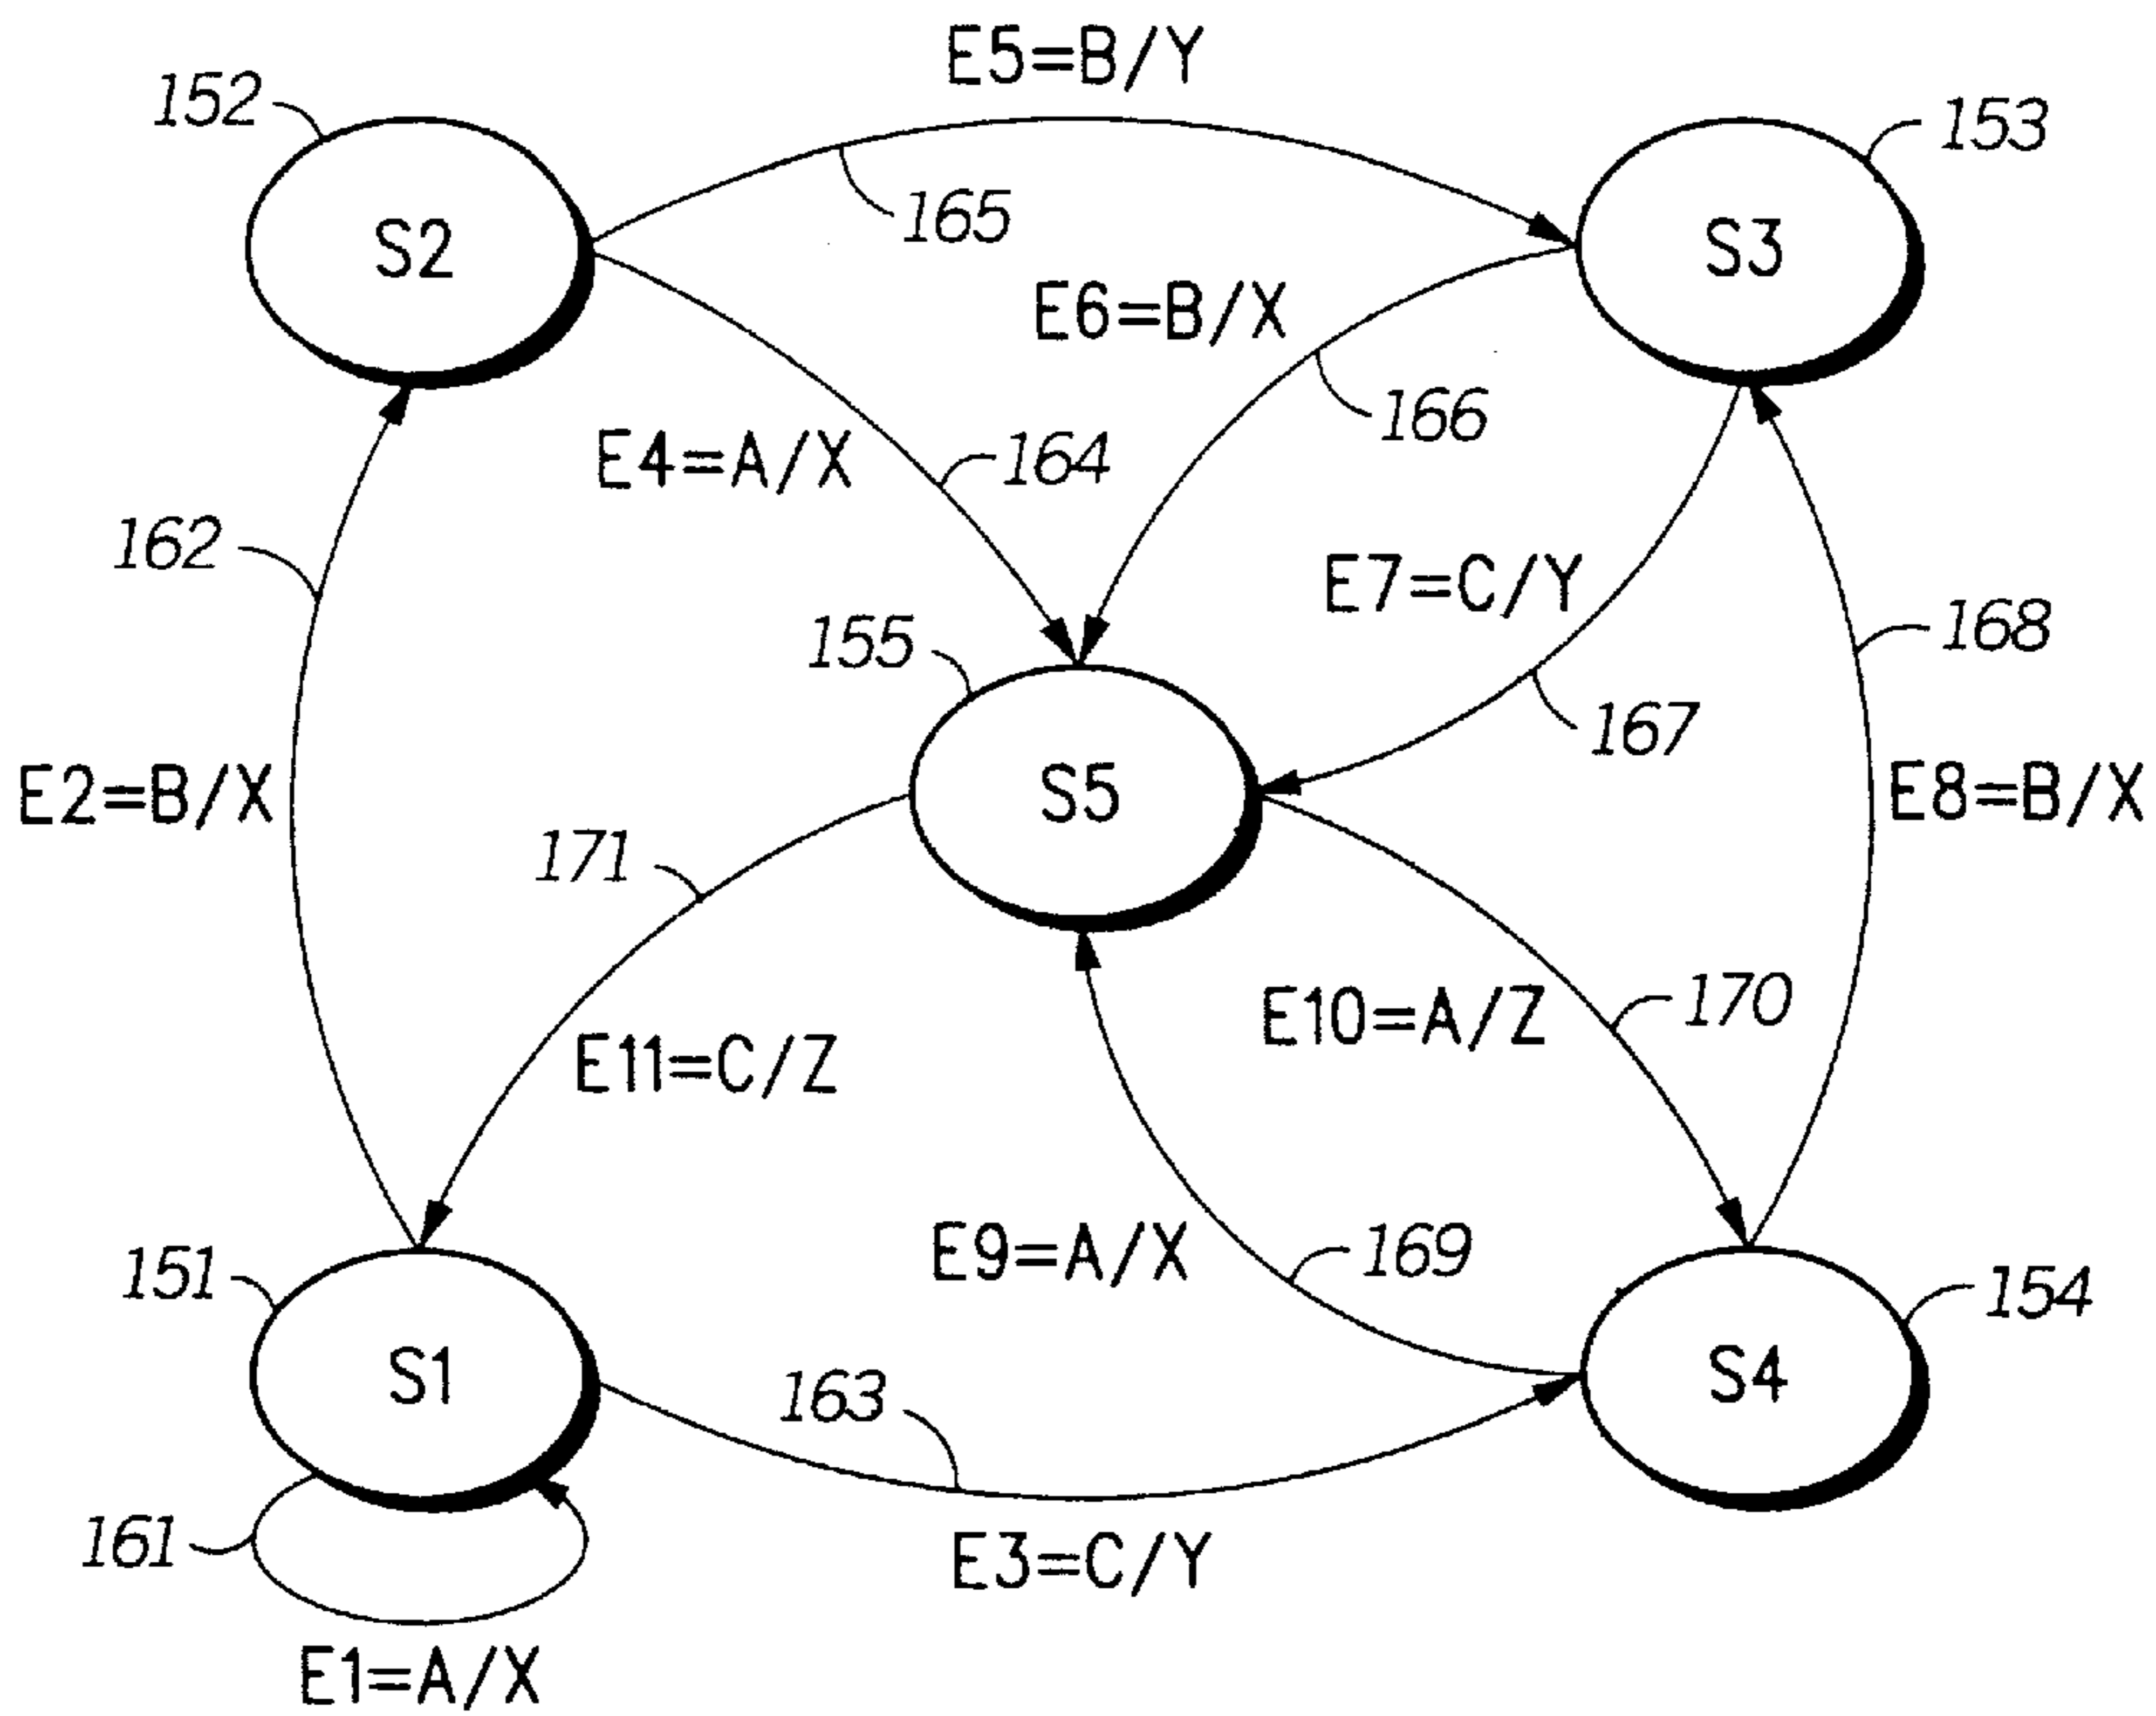 E5=B/Y
152
153
165
S2
S3
E6=B/X
166
E4=A/X
164
162
E7=C/Y
168
155
167
E2=B/X
S5
E8=B/X
171
170
E10=A/Z
E11=C/Z
E9=A/X
169
151
154
S1
S4
163
161
E3=C/Y
E1=A/X